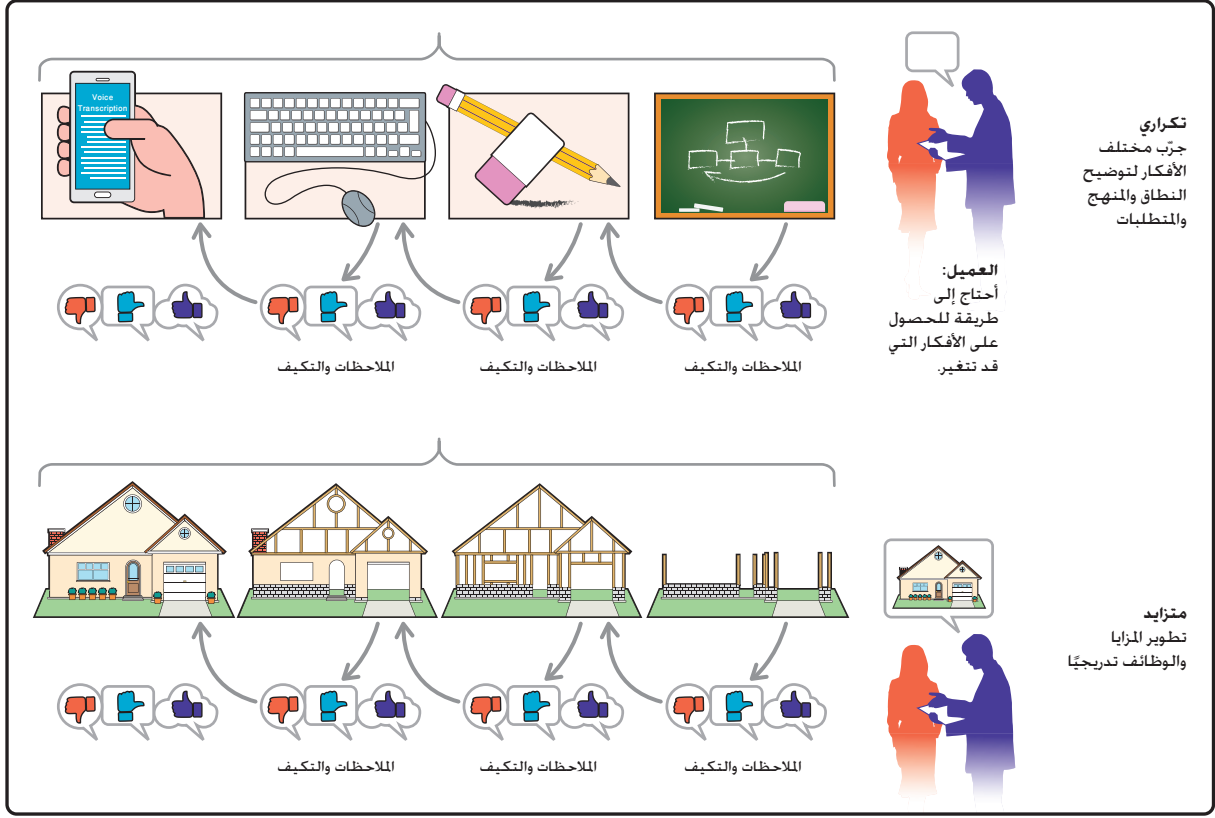 تكراري
جرّب مختلف
الأفكار لتوضيح
النطاق والمنهج
والمتطلبات
العميل:
أحتاج إلى
طريقة للحصول
على الأفكار التي
قد تتغير.
Voice
Transcription
الملاحظات والتكيف
الملاحظات والتكيف
الملاحظات والتكيف
متزايد
تطوير المزايا
والوظائف تدريجيًا
الملاحظات والتكيف
الملاحظات والتكيف
الملاحظات والتكيف